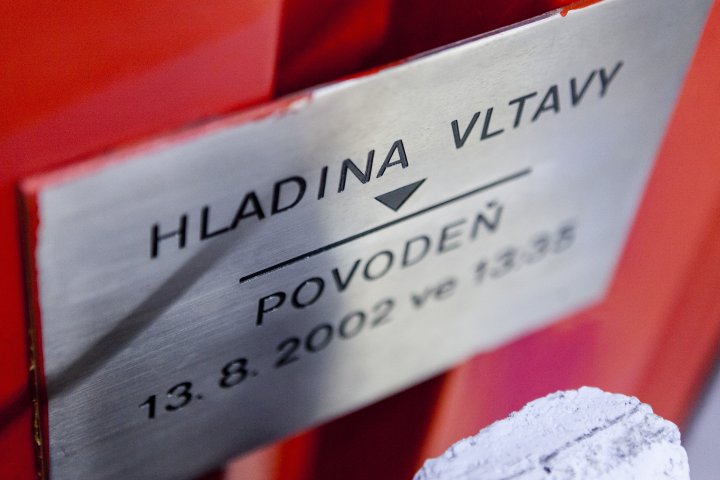 HLADINA VLTAVY
POVODEŇ
13. 8. 2002 ve 13:35